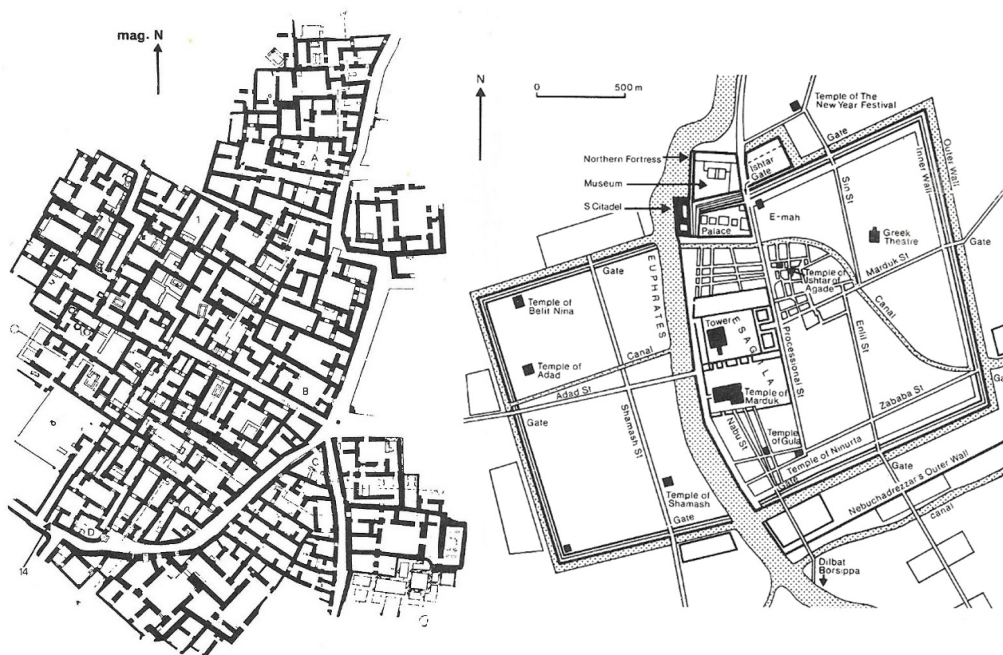 mag. N
A
1
B
C
D
14
N
0 500 m
Temple of The
New Year Festival
Gate
Northern Fortress
Ishtar
Gate
Inner Wall
Outer Wall
Museum
Sin St
S Citadel
E-mah
Palace
Greek
Theatre
Marduk St
EUPHRATES
Gate
Temple of
Ishtar of
Agade
Canal
Temple of
Belit Nina
Tower
ESAG
ILA
Processional St
Enlil St
Canal
Temple of
Adad
Adad St
Zababa St
Gate
Temple of
Marduk
Gate
Shamash St
Nabu St
Temple
of Gula
Temple of Ninurta
Gate
Gate
Temple of
Shamash
Nebuchadrezzar's Outer Wall
canal
Gate
Dilbat
Borsippa